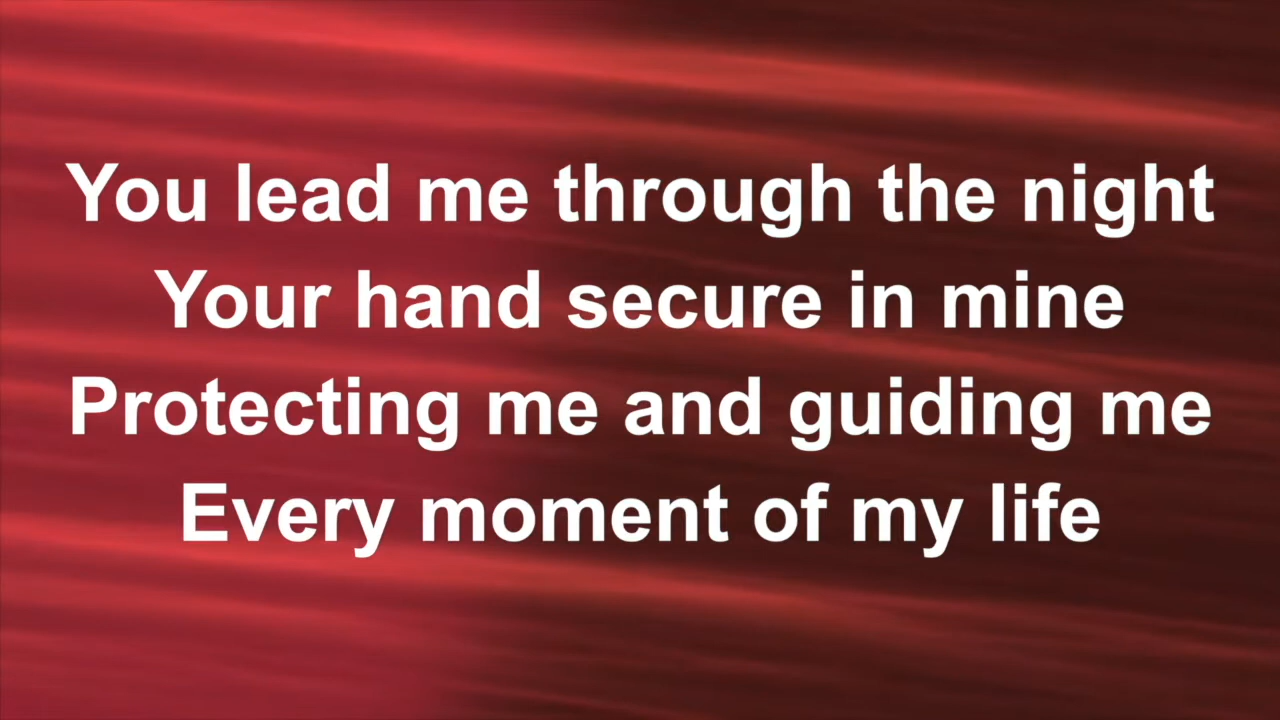 You lead me through the night
Your hand secure in mine
Protecting me and guiding me
Every moment of my life